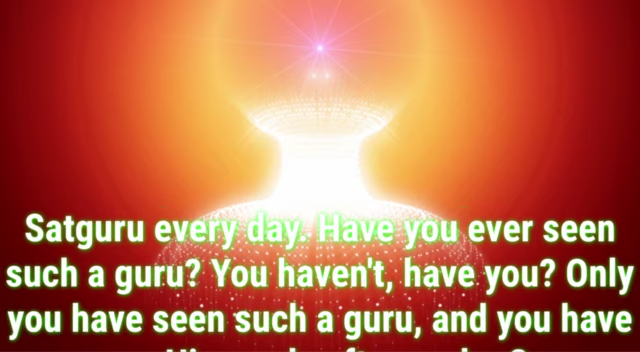 Satguru every day. Have you ever seen
such a guru? You haven't, have you? Only
you have seen such a guru, and you have